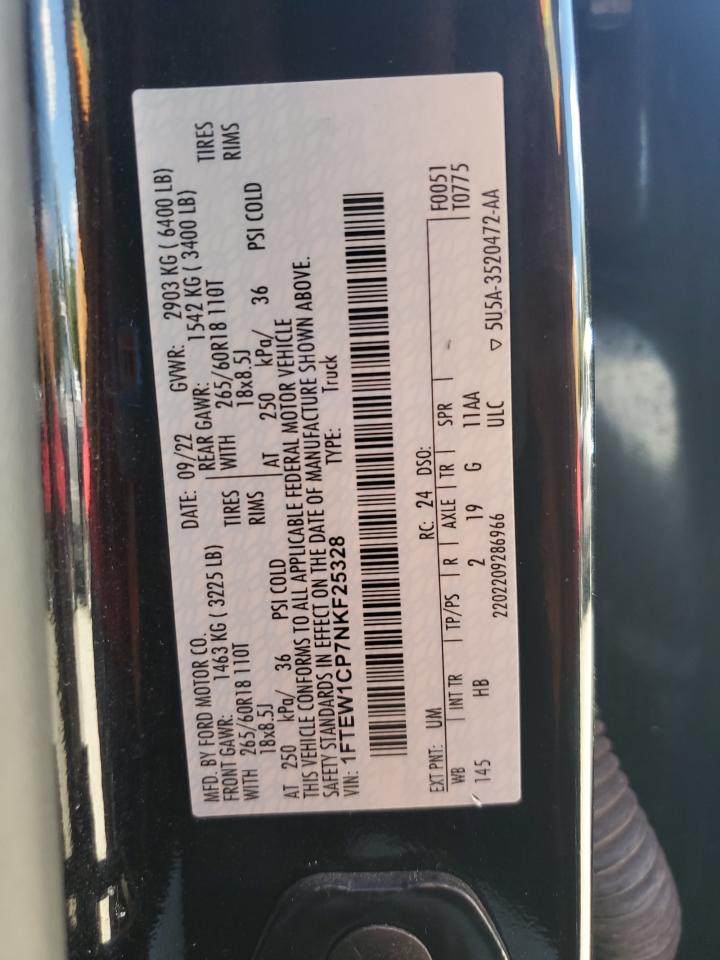 MFD. BY FORD MOTOR CO.
DATE: 09/22 GVWR: 2903 KG ( 6400 LB)
FRONT GAWR: 1463 KG ( 3225 LB) REAR GAWR: 1542 KG ( 3400 LB)
WITH 265/60R18 110T TIRES WITH 265/60R18 110T TIRES
18x8.5J RIMS 18x8.5J RIMS
AT 250 kPa/ 36 PSI COLD AT 250 kPa/ 36 PSI COLD
THIS VEHICLE CONFORMS TO ALL APPLICABLE FEDERAL MOTOR VEHICLE
SAFETY STANDARDS IN EFFECT ON THE DATE OF MANUFACTURE SHOWN ABOVE.
VIN: 1FTEW1CP7NKF25328 TYPE: Truck
EXT PNT: UM RC: 24 DSO: F0051
WB INT TR TP/PS R AXLE TR SPR T0775
145 HB 2 19 G 11AA -
2202209286966 ULC ▽ 5U5A-3520472-AA